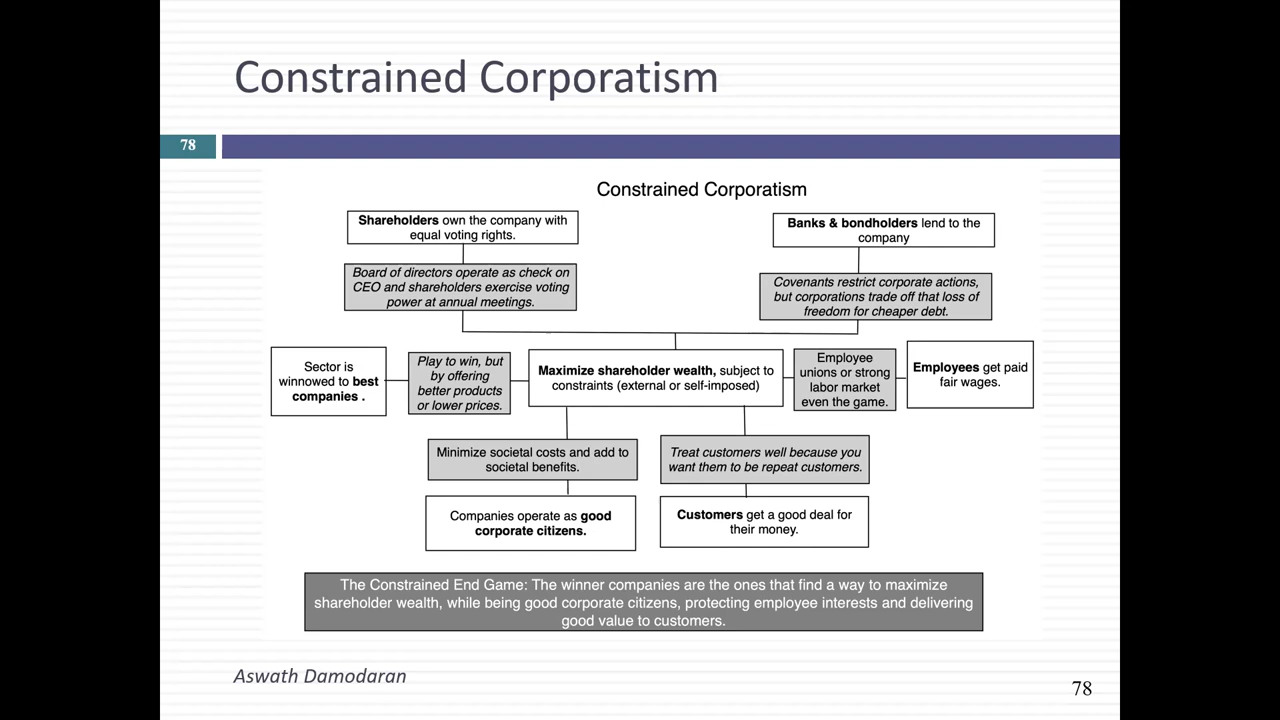 Constrained Corporatism
78
Constrained Corporatism
Shareholders own the company with
equal voting rights.
Banks & bondholders lend to the
company
Board of directors operate as check on
CEO and shareholders exercise voting
power at annual meetings.
Covenants restrict corporate actions,
but corporations trade off that loss of
freedom for cheaper debt.
Sector is
winnowed to best
companies .
Play to win, but
by offering
better products
or lower prices.
Maximize shareholder wealth, subject to
constraints (external or self-imposed)
Employee
unions or strong
labor market
even the game.
Employees get paid
fair wages.
Minimize societal costs and add to
societal benefits.
Treat customers well because you
want them to be repeat customers.
Companies operate as good
corporate citizens.
Customers get a good deal for
their money.
The Constrained End Game: The winner companies are the ones that find a way to maximize
shareholder wealth, while being good corporate citizens, protecting employee interests and delivering
good value to customers.
Aswath Damodaran
78